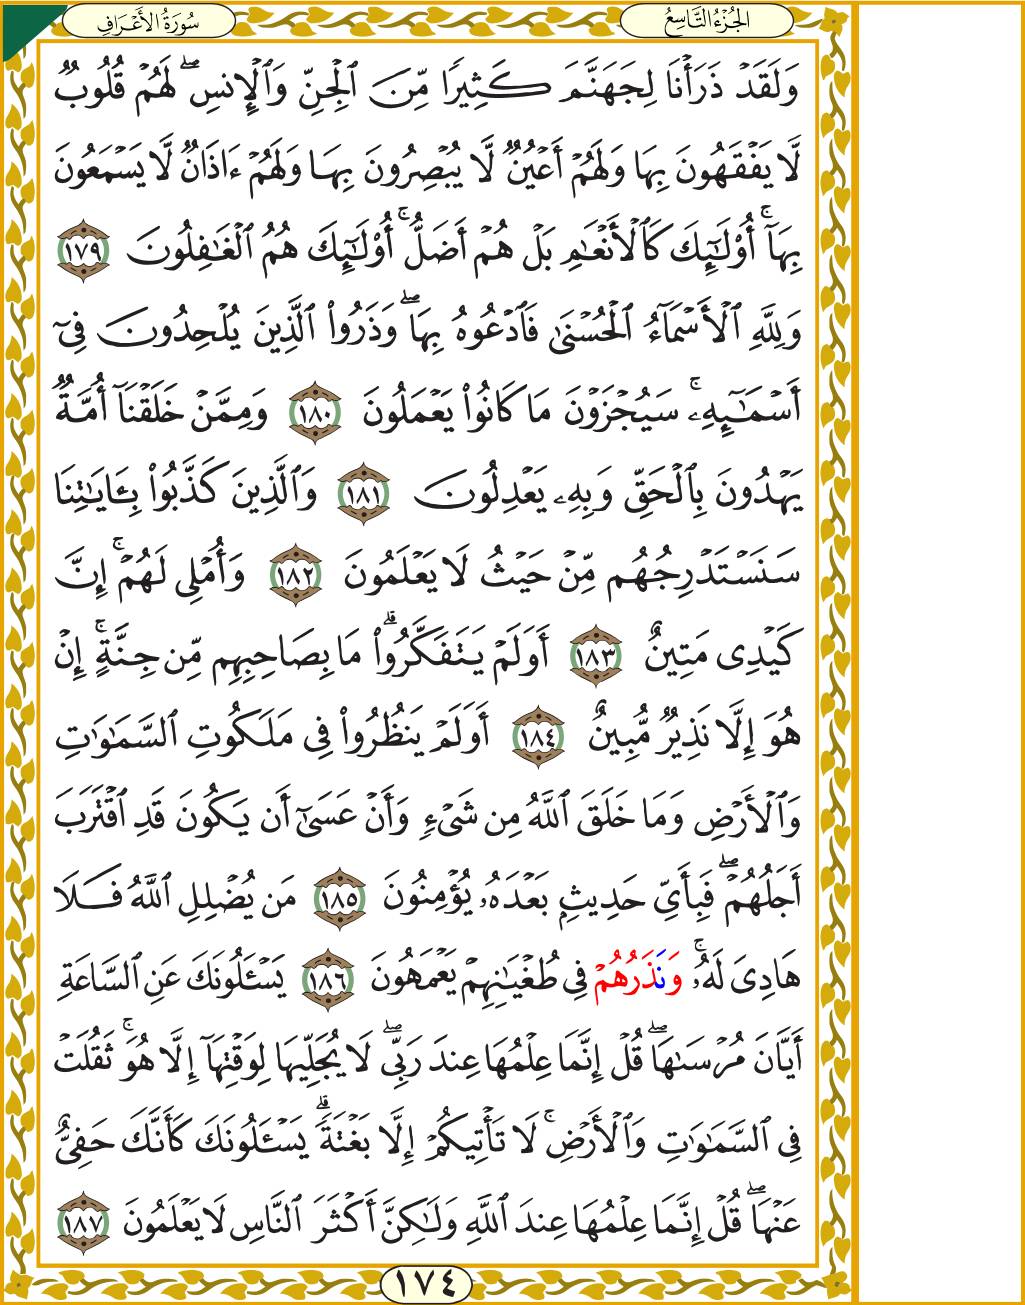 الجُزْءُ التَّاسِعُ
سُورَةُ الأَعْرَافِ
وَلَقَدۡ ذَرَأۡنَا لِجَهَنَّمَ كَثِيرٗا مِّنَ ٱلۡجِنِّ وَٱلۡإِنسِۖ لَهُمۡ قُلُوبٞ
لَّا يَفۡقَهُونَ بِهَا وَلَهُمۡ أَعۡيُنٞ لَّا يُبۡصِرُونَ بِهَا وَلَهُمۡ ءَاذَانٞ لَّا يَسۡمَعُونَ
بِهَآۚ أُوْلَـٰٓئِكَ كَٱلۡأَنۡعَٰمِ بَلۡ هُمۡ أَضَلُّۚ أُوْلَـٰٓئِكَ هُمُ ٱلۡغَٰفِلُونَ ١٧٩
وَلِلَّهِ ٱلۡأَسۡمَآءُ ٱلۡحُسۡنَىٰ فَٱدۡعُوهُ بِهَاۖ وَذَرُواْ ٱلَّذِينَ يُلۡحِدُونَ فِيٓ
أَسۡمَـٰٓئِهِۦۚ سَيُجۡزَوۡنَ مَا كَانُواْ يَعۡمَلُونَ ١٨٠ وَمِمَّنۡ خَلَقۡنَآ أُمَّةٞ
يَهۡدُونَ بِٱلۡحَقِّ وَبِهِۦ يَعۡدِلُونَ ١٨١ وَٱلَّذِينَ كَذَّبُواْ بِـَٔايَٰتِنَا
سَنَسۡتَدۡرِجُهُم مِّنۡ حَيۡثُ لَا يَعۡلَمُونَ ١٨٢ وَأُمۡلِي لَهُمۡۚ إِنَّ
كَيۡدِي مَتِينٌ ١٨٣ أَوَلَمۡ يَتَفَكَّرُواْۗ مَا بِصَاحِبِهِم مِّن جِنَّةٍۚ إِنۡ
هُوَ إِلَّا نَذِيرٞ مُّبِينٌ ١٨٤ أَوَلَمۡ يَنظُرُواْ فِي مَلَكُوتِ ٱلسَّمَٰوَٰتِ
وَٱلۡأَرۡضِ وَمَا خَلَقَ ٱللَّهُ مِن شَيۡءٖ وَأَنۡ عَسَىٰٓ أَن يَكُونَ قَدِ ٱقۡتَرَبَ
أَجَلُهُمۡۖ فَبِأَيِّ حَدِيثِۭ بَعۡدَهُۥ يُؤۡمِنُونَ ١٨٥ مَن يُضۡلِلِ ٱللَّهُ فَلَا
هَادِيَ لَهُۥۚ وَنَذَرُهُمۡ فِي طُغۡيَٰنِهِمۡ يَعۡمَهُونَ ١٨٦ يَسۡـَٔلُونَكَ عَنِ ٱلسَّاعَةِ
أَيَّانَ مُرۡسَىٰهَاۖ قُلۡ إِنَّمَا عِلۡمُهَا عِندَ رَبِّيۖ لَا يُجَلِّيهَا لِوَقۡتِهَآ إِلَّا هُوَۚ ثَقُلَتۡ
فِي ٱلسَّمَٰوَٰتِ وَٱلۡأَرۡضِۚ لَا تَأۡتِيكُمۡ إِلَّا بَغۡتَةٗۗ يَسۡـَٔلُونَكَ كَأَنَّكَ حَفِيٌّ
عَنۡهَاۖ قُلۡ إِنَّمَا عِلۡمُهَا عِندَ ٱللَّهِ وَلَٰكِنَّ أَكۡثَرَ ٱلنَّاسِ لَا يَعۡلَمُونَ ١٨٧
١٧٤